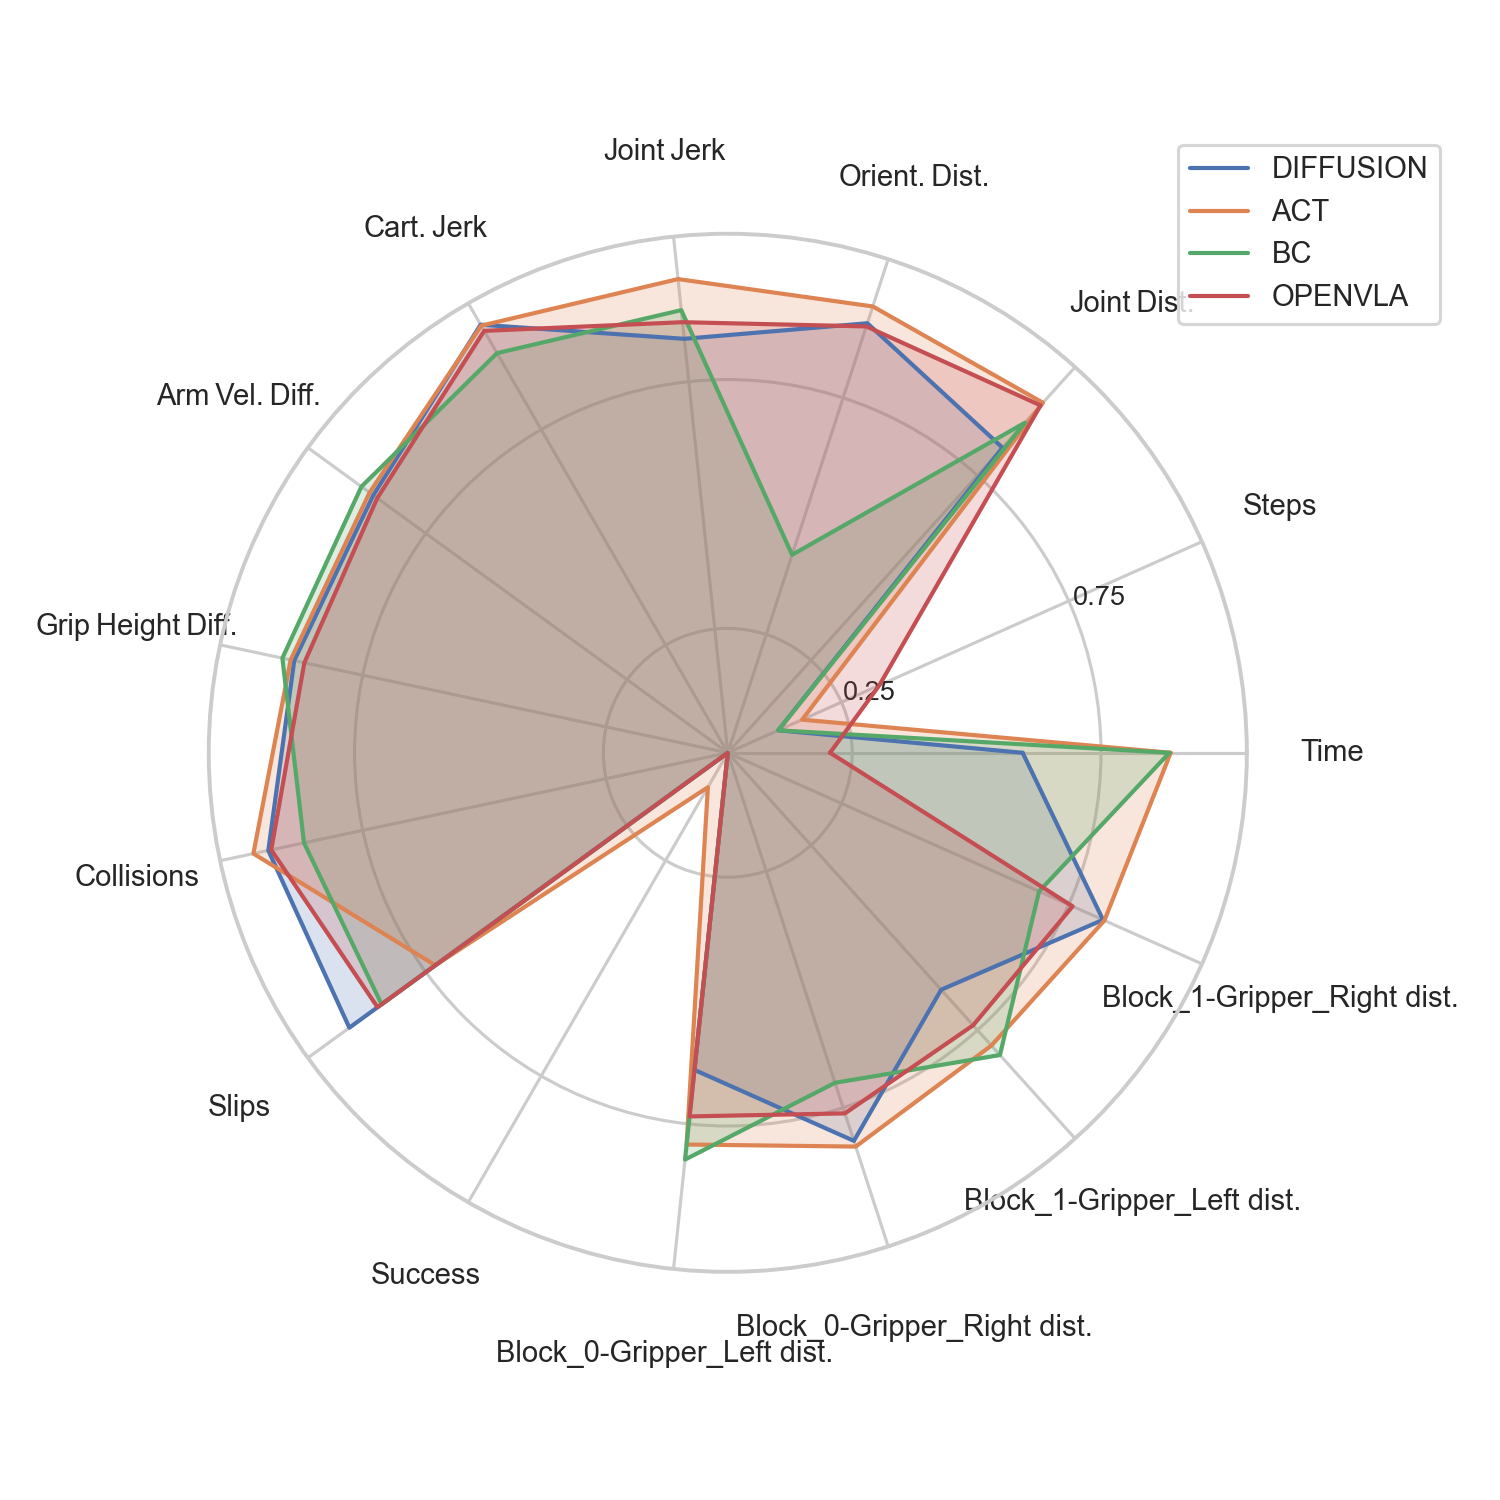 Joint Jerk
Orient. Dist.
DIFFUSION
ACT
BC
OPENVLA
Cart. Jerk
Joint Dist.
Arm Vel. Diff.
Steps
0.75
Grip Height Diff.
0.25
Time
Collisions
Block_1-Gripper_Right dist.
Slips
Block_1-Gripper_Left dist.
Success
Block_0-Gripper_Right dist.
Block_0-Gripper_Left dist.